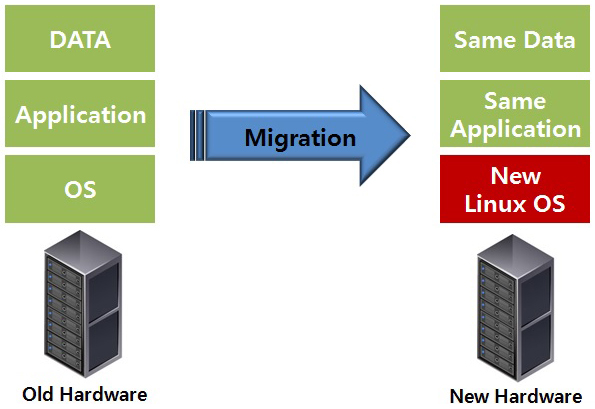 DATA
Application
OS
Old Hardware
Migration
Same Data
Same
Application
New
Linux OS
New Hardware